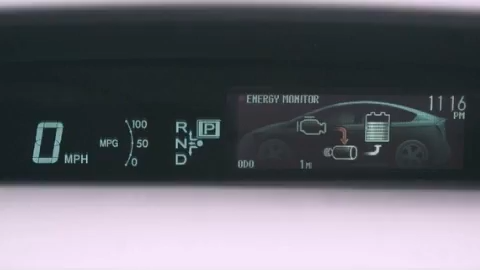 0 MPH
MPG
100
50
0
R
N
D
P
ENERGY MONITOR
11:16
PM
ODO 1 MI